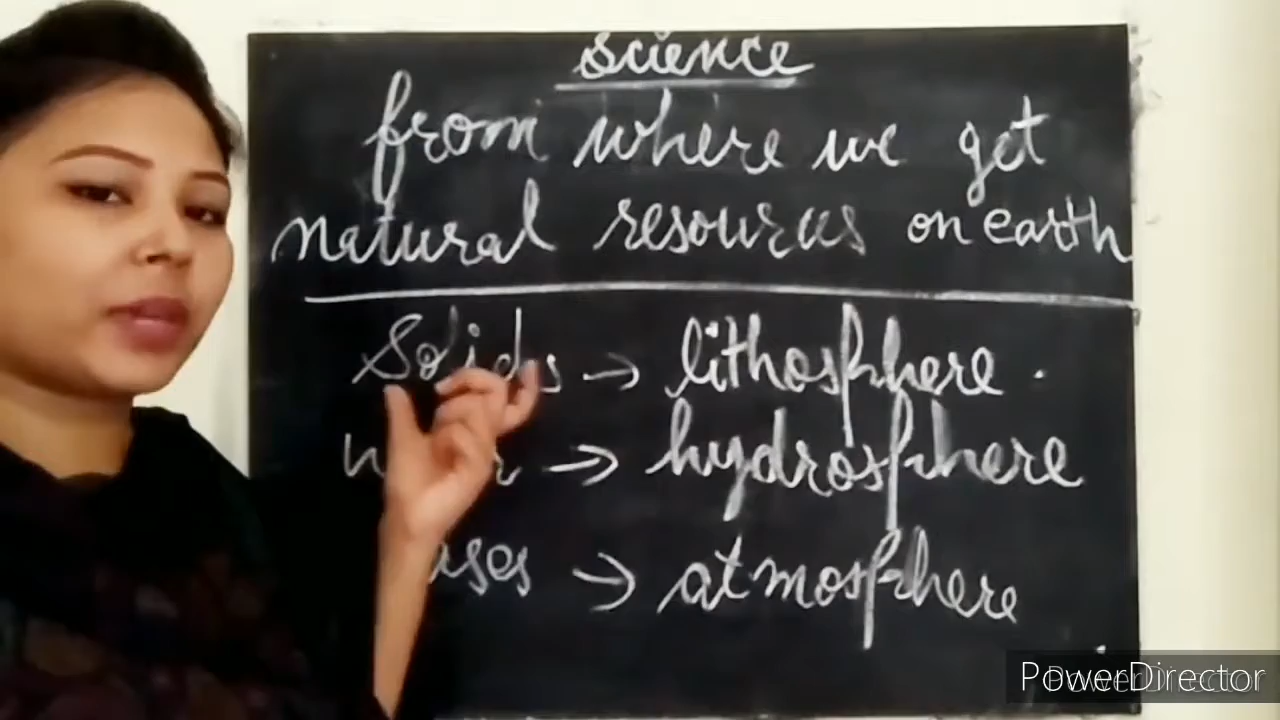 science
from where we get
natural resources on earth
Solids → lithosphere.
→ hydrosphere
→ atmosphere
PowerDirector